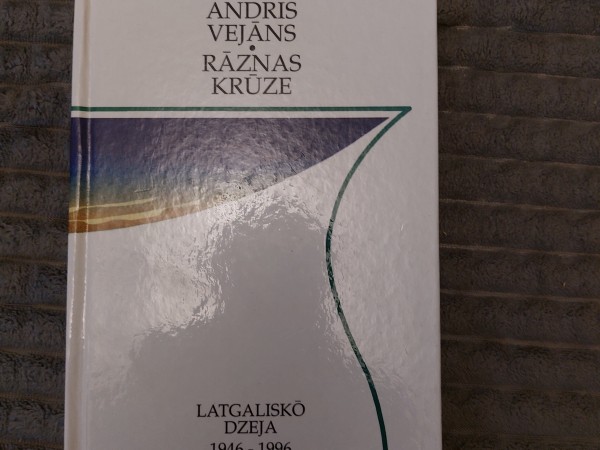 ANDRIS
VEJĀNS
•
RĀZNAS
KRŪZE
LATGALISKŌ
DZEJA
1946 - 1996